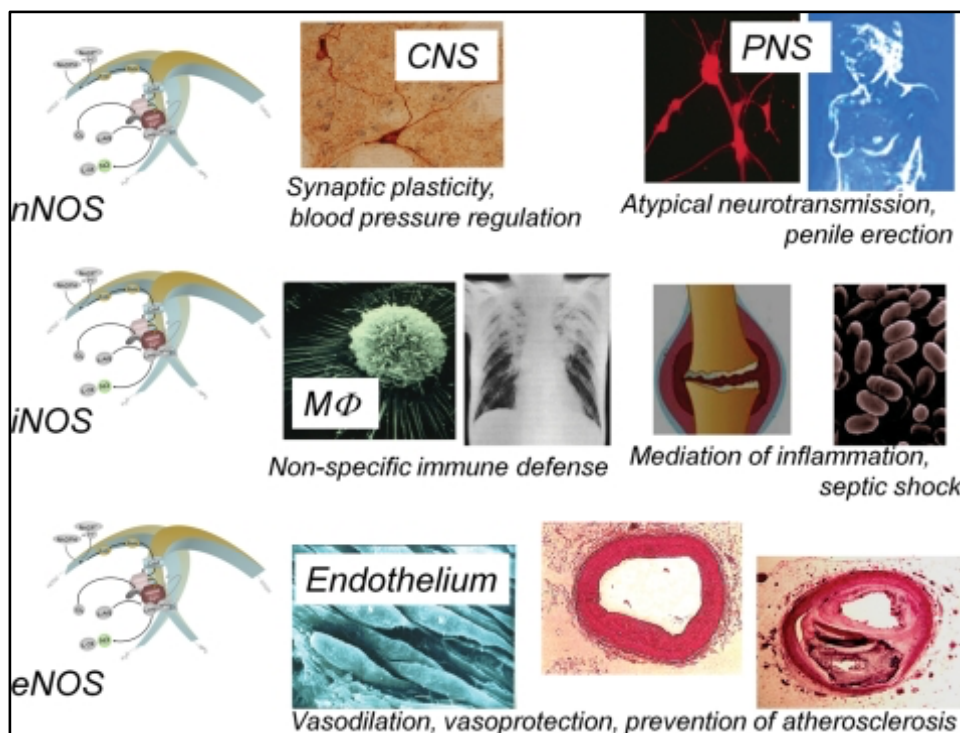 CNS
PNS
nNOS
Synaptic plasticity,
blood pressure regulation
Atypical neurotransmission,
penile erection
iNOS
MΦ
Non-specific immune defense
Mediation of inflammation,
septic shock
eNOS
Endothelium
Vasodilation, vasoprotection, prevention of atherosclerosis